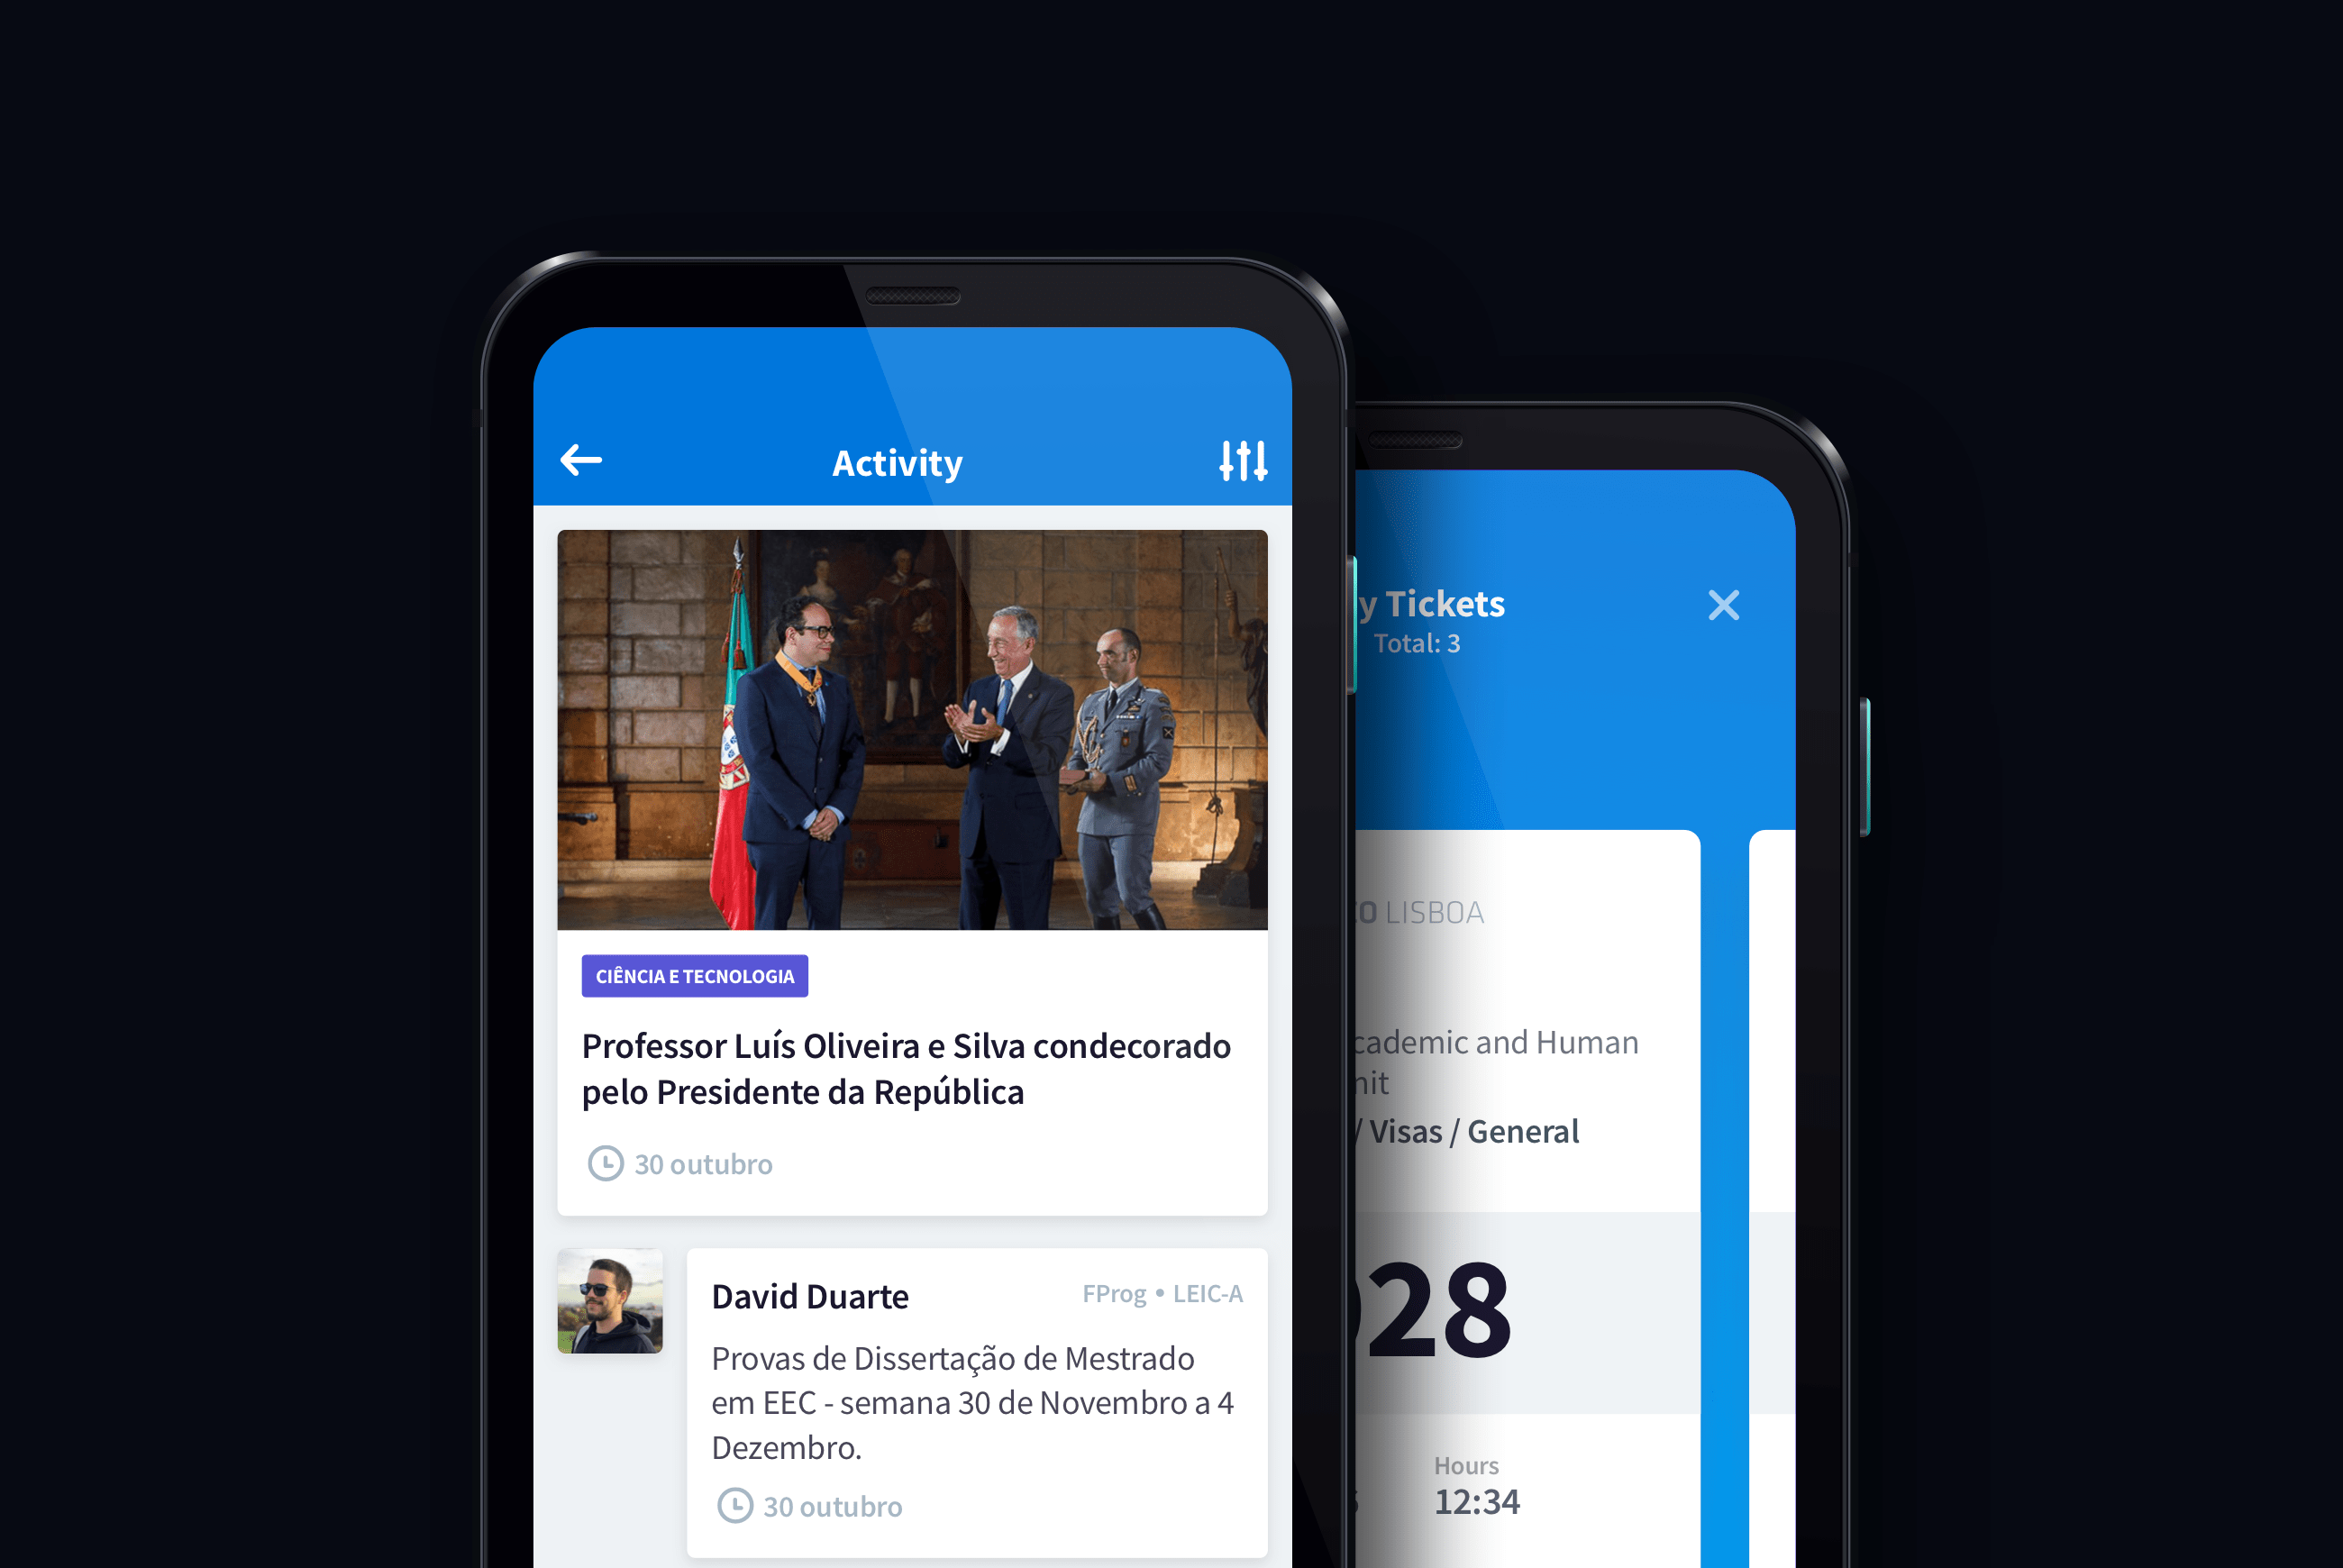 Activity
CIÊNCIA E TECNOLOGIA
Professor Luís Oliveira e Silva condecorado
pelo Presidente da República
30 outubro
David Duarte
FProg • LEIC-A
Provas de Dissertação de Mestrado
em EEC - semana 30 de Novembro a 4
Dezembro.
30 outubro
y Tickets
Total: 3
O LISBOA
cademic and Human
nit
/ Visas / General
28
Hours
12:34